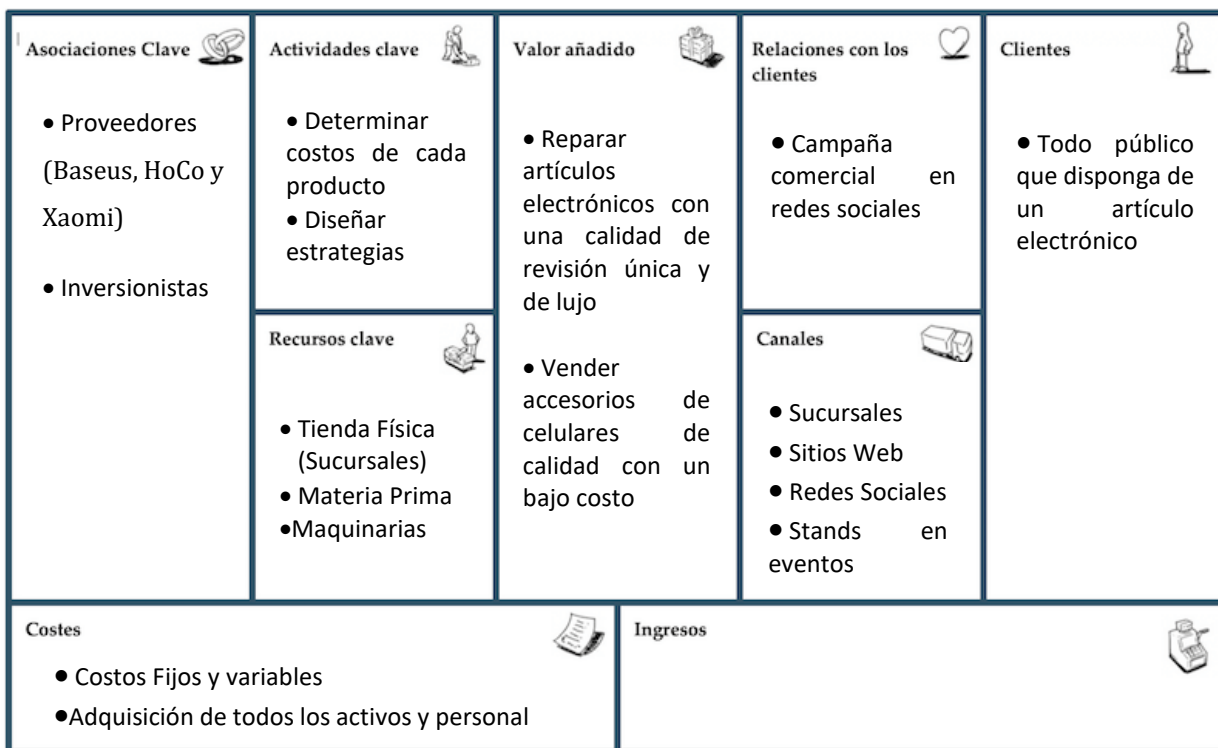 Asociaciones Clave
• Proveedores
(Baseus, HoCo y
Xaomi)
• Inversionistas
Actividades clave
• Determinar
costos de cada
producto
• Diseñar
estrategias
Recursos clave
• Tienda Física
(Sucursales)
• Materia Prima
•Maquinarias
Valor añadido
• Reparar
artículos
electrónicos con
una calidad de
revisión única y
de lujo
• Vender
accesorios de
celulares de
calidad con un
bajo costo
Relaciones con los
clientes
• Campaña
comercial en
redes sociales
Canales
• Sucursales
• Sitios Web
• Redes Sociales
• Stands en
eventos
Clientes
• Todo público
que disponga de
un artículo
electrónico
Costes
• Costos Fijos y variables
•Adquisición de todos los activos y personal
Ingresos